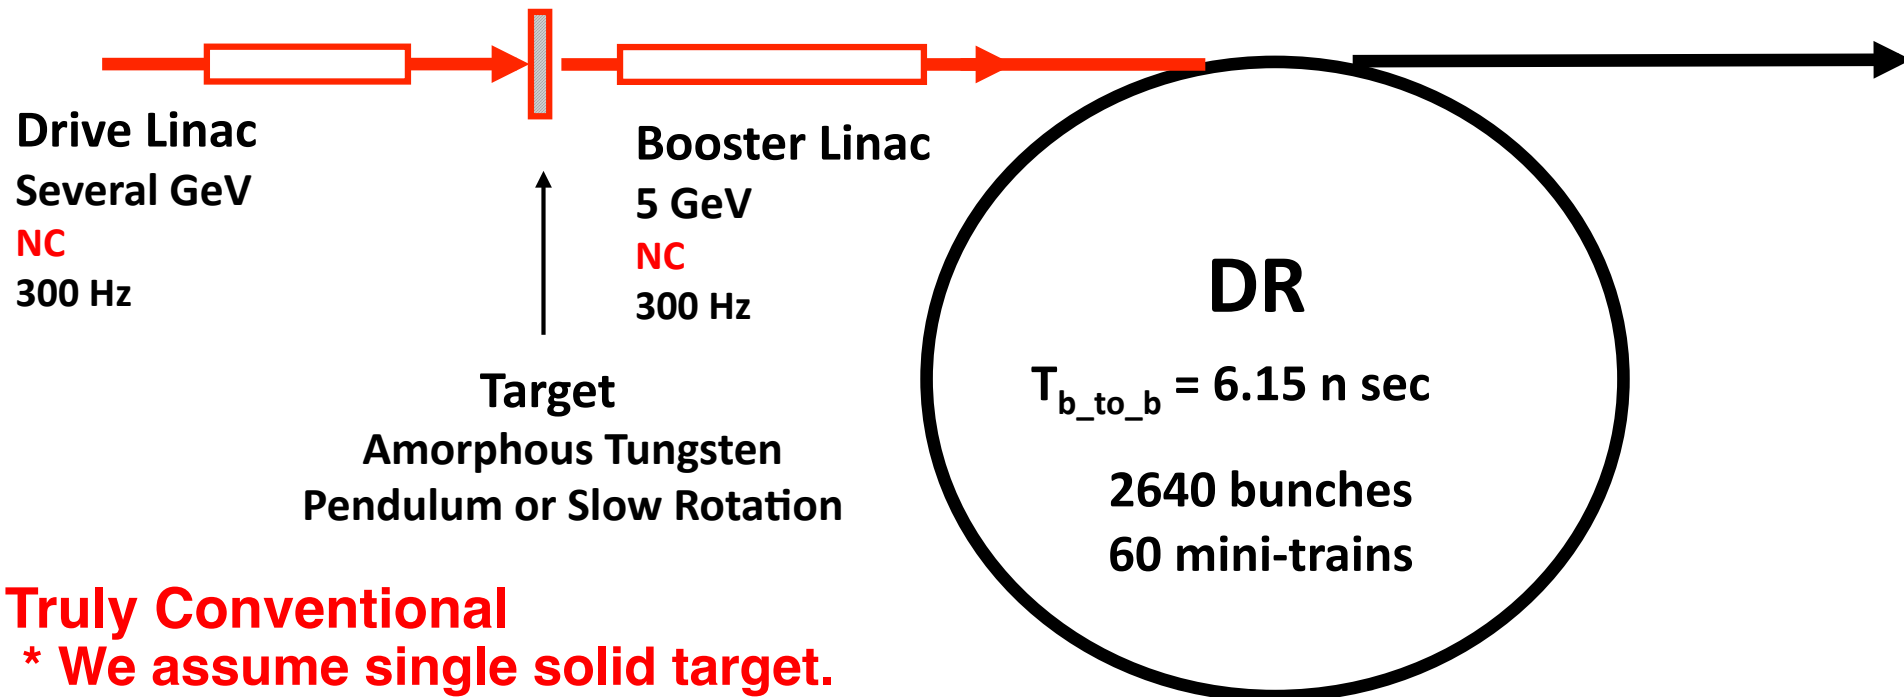 Drive Linac
Several GeV
NC
300 Hz
Booster Linac
5 GeV
NC
300 Hz
Target
Amorphous Tungsten
Pendulum or Slow Rotation
DR
T_b_to_b = 6.15 n sec
2640 bunches
60 mini-trains
Truly Conventional
* We assume single solid target.